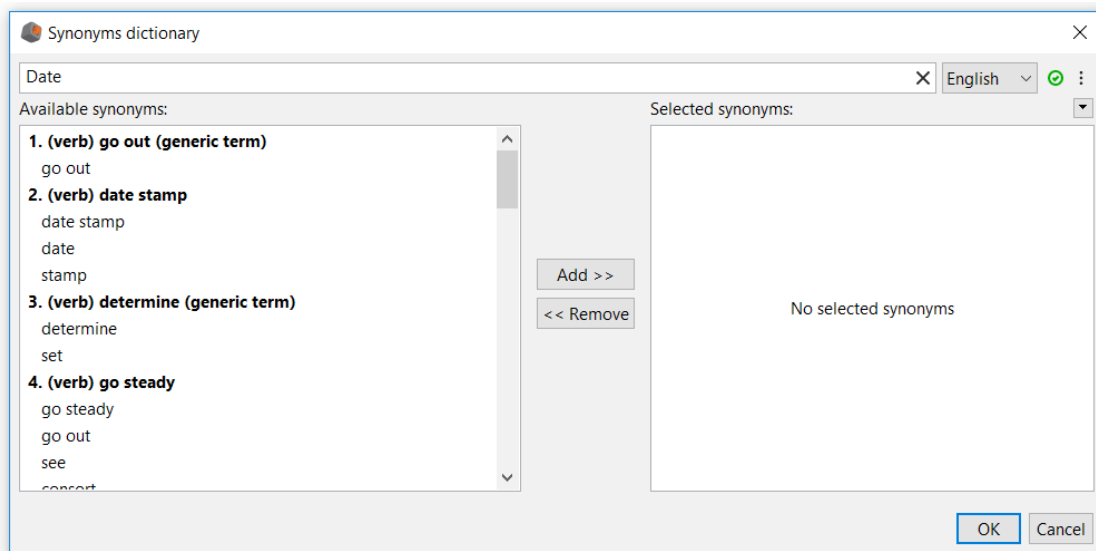 Synonyms dictionary
Date
English
Available synonyms:
Selected synonyms:
1. (verb) go out (generic term)
go out
2. (verb) date stamp
date stamp
date
stamp
3. (verb) determine (generic term)
determine
set
4. (verb) go steady
go steady
go out
see
consort
Add >>
<< Remove
No selected synonyms
OK
Cancel